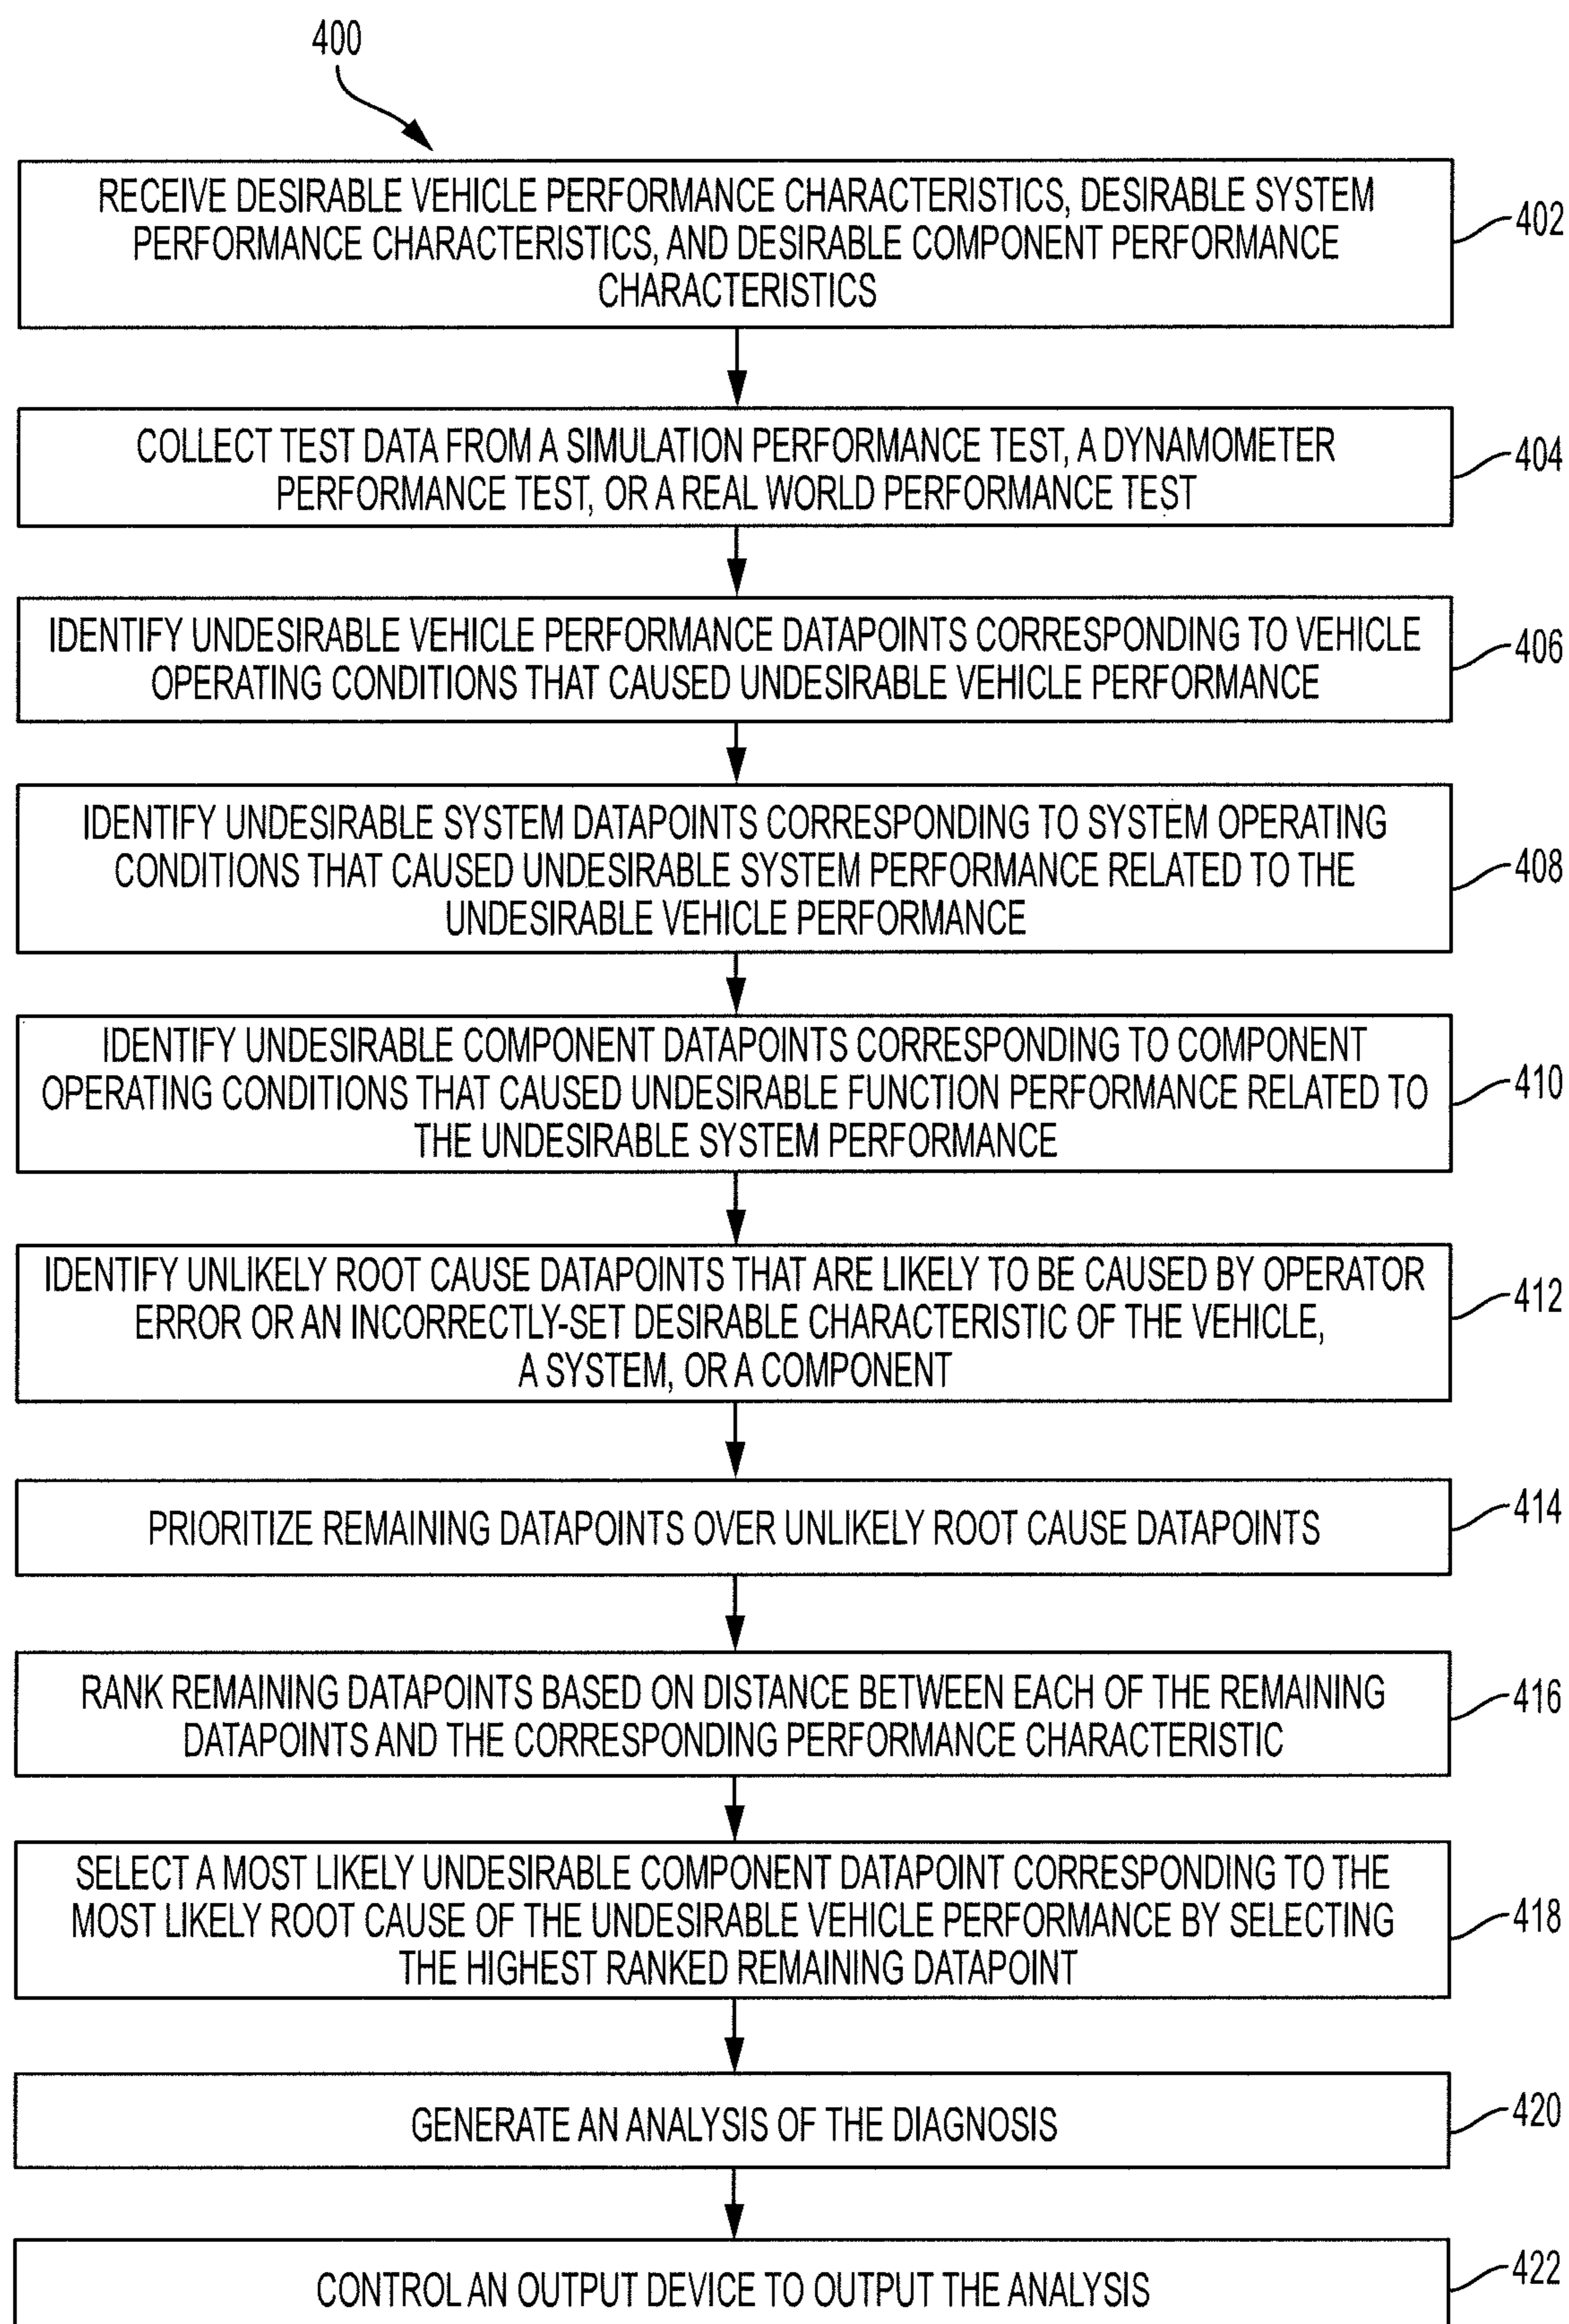 400
RECEIVE DESIRABLE VEHICLE PERFORMANCE CHARACTERISTICS, DESIRABLE SYSTEM
PERFORMANCE CHARACTERISTICS, AND DESIRABLE COMPONENT PERFORMANCE
CHARACTERISTICS
402
COLLECT TEST DATA FROM A SIMULATION PERFORMANCE TEST, A DYNAMOMETER
PERFORMANCE TEST, OR A REAL WORLD PERFORMANCE TEST
404
IDENTIFY UNDESIRABLE VEHICLE PERFORMANCE DATAPOINTS CORRESPONDING TO VEHICLE
OPERATING CONDITIONS THAT CAUSED UNDESIRABLE VEHICLE PERFORMANCE
406
IDENTIFY UNDESIRABLE SYSTEM DATAPOINTS CORRESPONDING TO SYSTEM OPERATING
CONDITIONS THAT CAUSED UNDESIRABLE SYSTEM PERFORMANCE RELATED TO THE
UNDESIRABLE VEHICLE PERFORMANCE
408
IDENTIFY UNDESIRABLE COMPONENT DATAPOINTS CORRESPONDING TO COMPONENT
OPERATING CONDITIONS THAT CAUSED UNDESIRABLE FUNCTION PERFORMANCE RELATED TO
THE UNDESIRABLE SYSTEM PERFORMANCE
410
IDENTIFY UNLIKELY ROOT CAUSE DATAPOINTS THAT ARE LIKELY TO BE CAUSED BY OPERATOR
ERROR OR AN INCORRECTLY-SET DESIRABLE CHARACTERISTIC OF THE VEHICLE,
A SYSTEM, OR A COMPONENT
412
PRIORITIZE REMAINING DATAPOINTS OVER UNLIKELY ROOT CAUSE DATAPOINTS
414
RANK REMAINING DATAPOINTS BASED ON DISTANCE BETWEEN EACH OF THE REMAINING
DATAPOINTS AND THE CORRESPONDING PERFORMANCE CHARACTERISTIC
416
SELECT A MOST LIKELY UNDESIRABLE COMPONENT DATAPOINT CORRESPONDING TO THE
MOST LIKELY ROOT CAUSE OF THE UNDESIRABLE VEHICLE PERFORMANCE BY SELECTING
THE HIGHEST RANKED REMAINING DATAPOINT
418
GENERATE AN ANALYSIS OF THE DIAGNOSIS
420
CONTROL AN OUTPUT DEVICE TO OUTPUT THE ANALYSIS
422